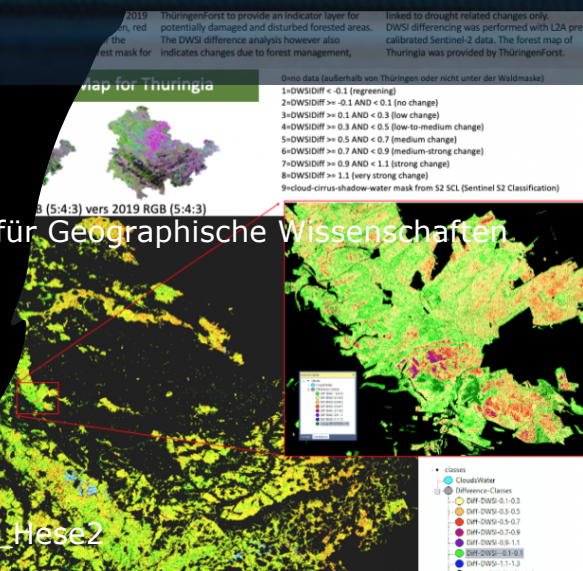 2019 ThüringenForst to provide an indicator layer for linked to drought related changes only.
en, red potentially damaged and disturbed forested areas. DWSI differencing was performed with L2A pre
the The DWSI difference analysis however also calibrated Sentinel-2 data. The forest map of
est mask for indicates changes due to forest management, Thuringia was provided by ThüringenForst.
Map for Thuringia
0=no data (außerhalb von Thüringen oder nicht unter der Waldmaske)
1=DWSIDiff < -0.1 (regreening)
2=DWSIDiff >= -0.1 AND < 0.1 (no change)
3=DWSIDiff >= 0.1 AND < 0.3 (low change)
4=DWSIDiff >= 0.3 AND < 0.5 (low-to-medium change)
6=DWSIDiff >= 0.5 AND < 0.7 (medium change)
6=DWSIDiff >= 0.7 AND < 0.9 (medium-strong change)
7=DWSIDiff >= 0.9 AND < 1.1 (strong change)
8=DWSIDiff >= 1.1 (very strong change)
9=cloud-cirrus-shadow-water mask from S2 SCL (Sentinel S2 Classification)
B (5:4:3) vers 2019 RGB (5:4:3)
für Geographische Wissenschaften
classes
CloudsWater
Difference-Classes
Diff-DWSI-0.1-0.3
Diff-DWSI-0.3-0.5
Diff-DWSI-0.5-0.7
Diff-DWSI-0.7-0.9
Diff-DWSI-0.9-1.1
Diff-DWSI--0.1-0.1
Diff-DWSI-1.1-1.3
_Hese2